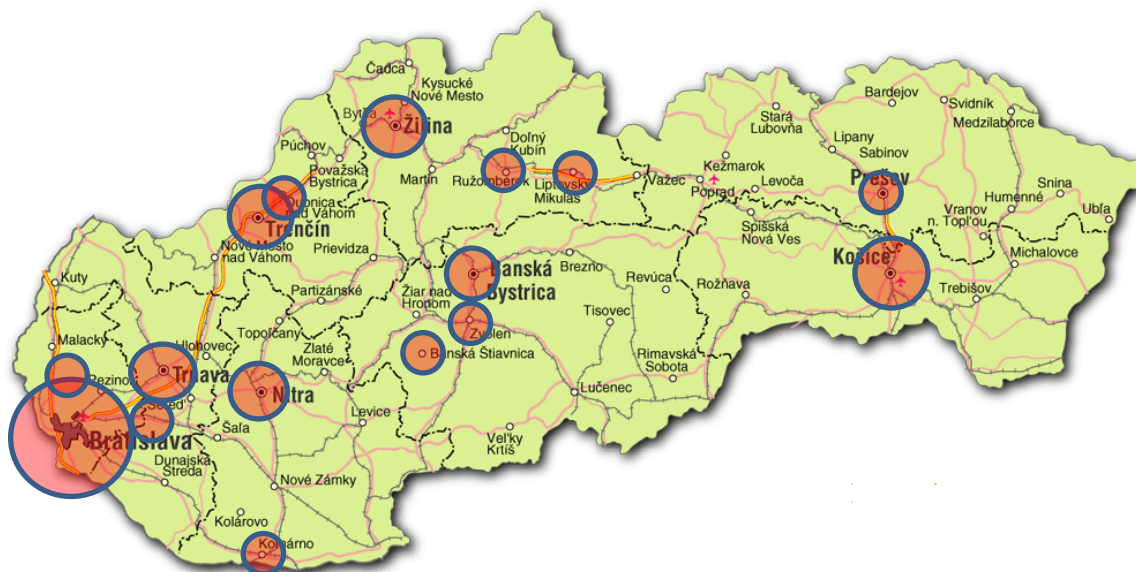 Čadca
Kysucké
Nové Mesto
Bytča
Žilina
Púchov
Považská
Bystrica
Dubnica
nad Váhom
Trenčín
Nové Mesto
nad Váhom
Martin
Doľný
Kubín
Ružomberok
Liptovský
Mikuláš
Važec
Kežmarok
Poprad
Stará
Ľubovňa
Levoča
Spišská
Nová Ves
Bardejov
Svidník
Medzilaborce
Lipany
Sabinov
Prešov
Košice
Vranov
n. Topľou
Humenné
Snina
Ubľa
Michalovce
Trebišov
Kuty
Malacky
Pezinok
Bratislava
Trnava
Hlohovec
Sereď
Šaľa
Dunajská
Streda
Prievidza
Partizánské
Topoľčany
Zlaté
Moravce
Nitra
Levice
Nové Zámky
Kolárovo
Komárno
Žiar nad
Hronom
Banská
Bystrica
Zvolen
Banská Štiavnica
Brezno
Tisovec
Revúca
Rožňava
Rimavská
Sobota
Lučenec
Veľký
Krtíš